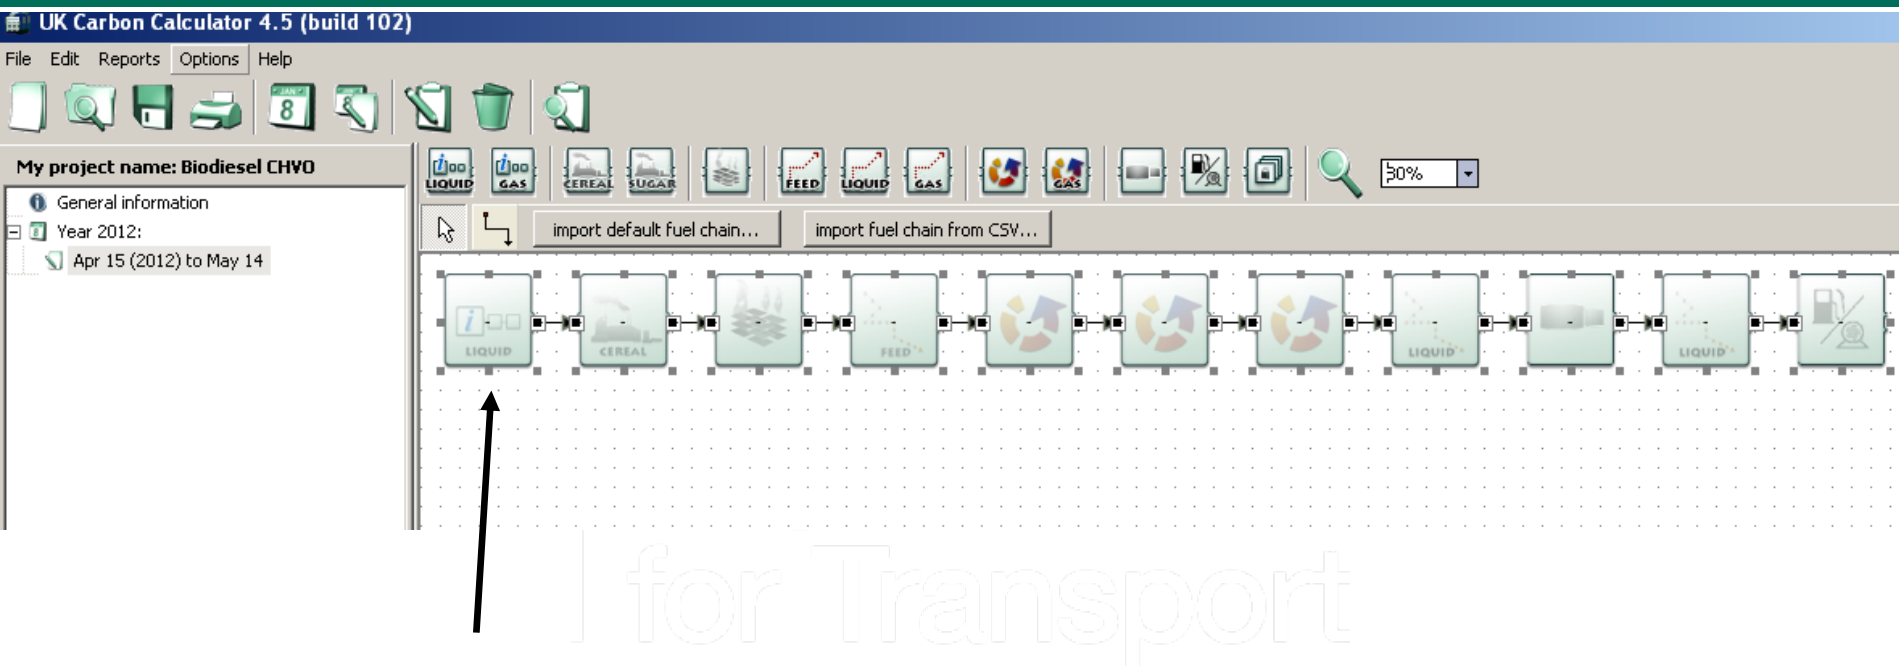 UK Carbon Calculator 4.5 (build 102)
File Edit Reports Options Help
JAN
8
8
My project name: Biodiesel CHVO
General information
Year 2012:
Apr 15 (2012) to May 14
i LIQUID i GAS CEREAL SUGAR FEED LIQUID GAS GAS 30%
import default fuel chain... import fuel chain from CSV...
i LIQUID CEREAL FEED LIQUID LIQUID
for Transport